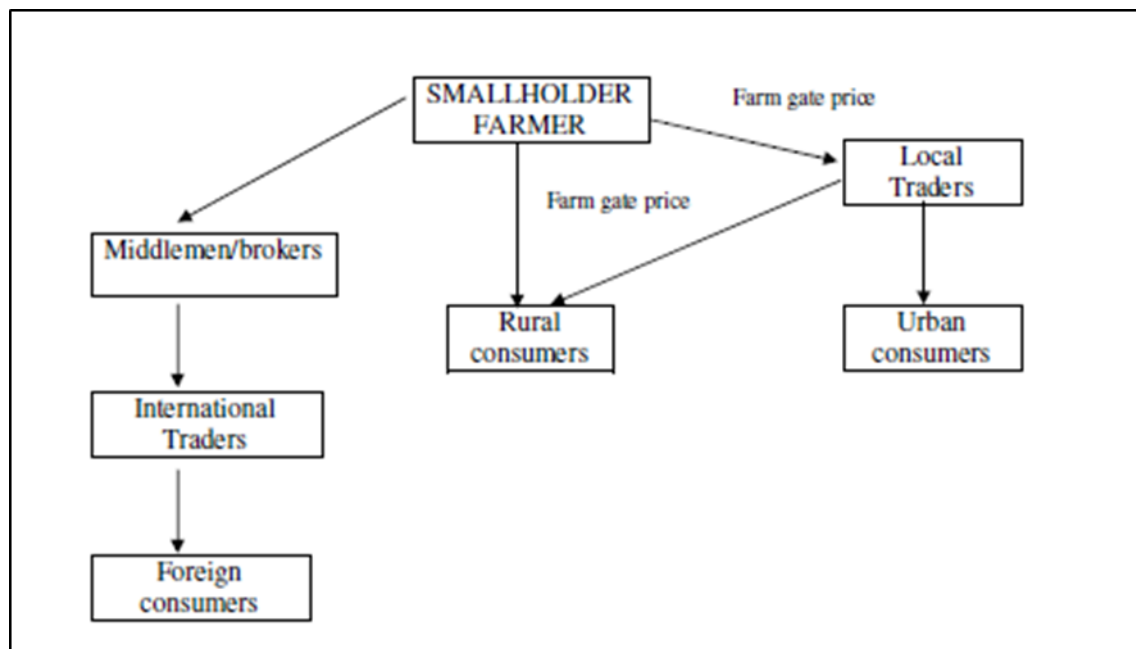 SMALLHOLDER
FARMER
Farm gate price
Local
Traders
Farm gate price
Middlemen/brokers
Rural
consumers
Urban
consumers
International
Traders
Foreign
consumers